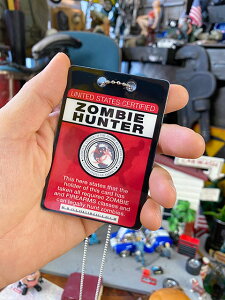 UNITED STATES CERTIFIED
ZOMBIE
HUNTER
This here states that the
holder of this card has
taken all required ZOMBIE
and FIREARMS classes and
can legally hunt zombies.